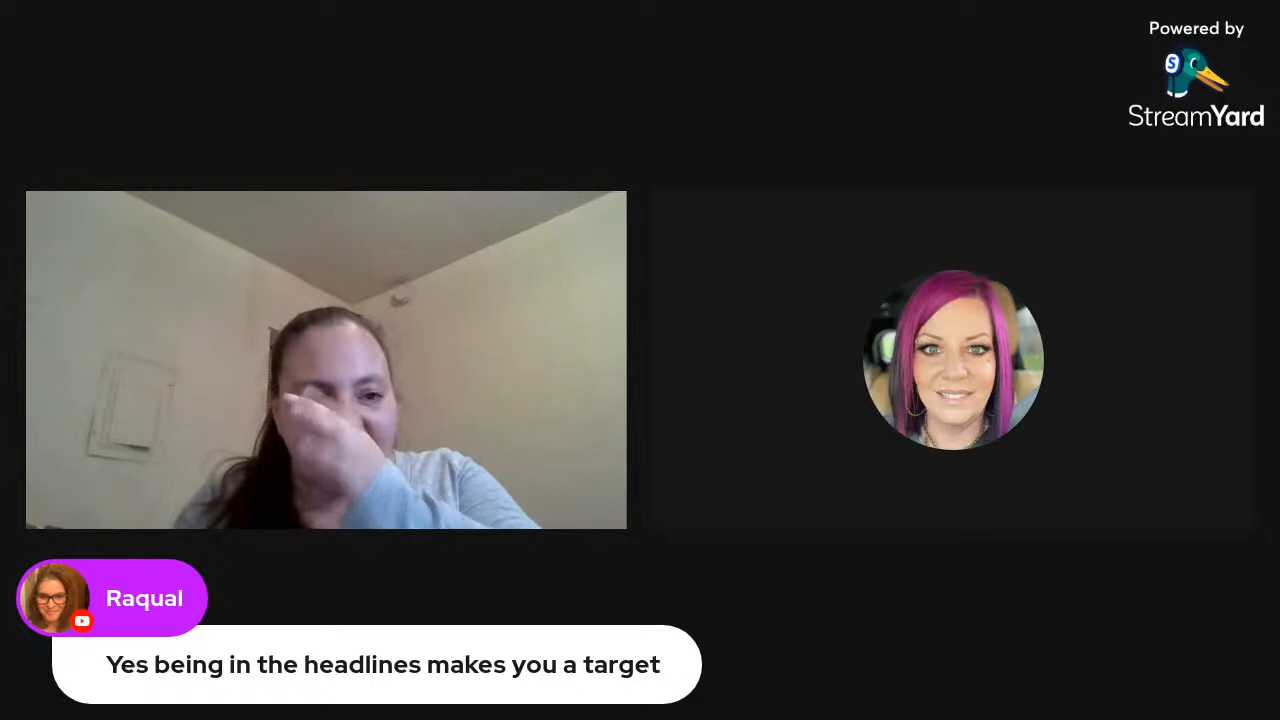 Powered by
S
StreamYard
Raqual
Yes being in the headlines makes you a target